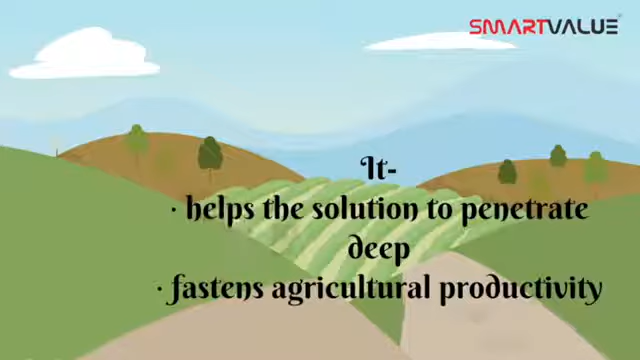 SMARTVALUE
It-
· helps the solution to penetrate
deep
· fastens agricultural productivity